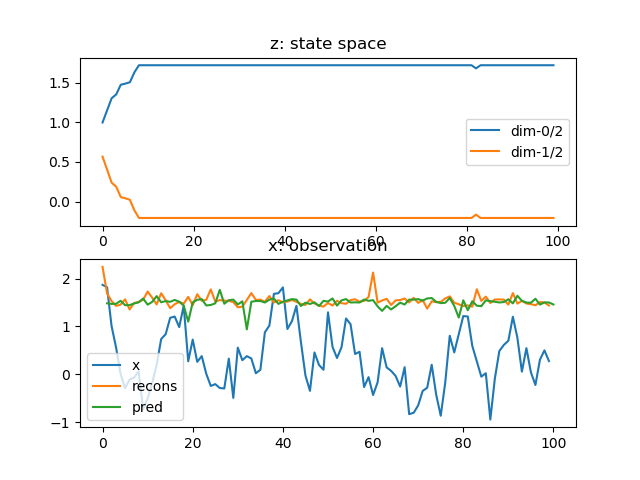 z: state space
1.5
1.0
0.5
0.0
dim-0/2
dim-1/2
0 20 40 60 80 100
x: observation
2
1
0
−1
x
recons
pred
0 20 40 60 80 100